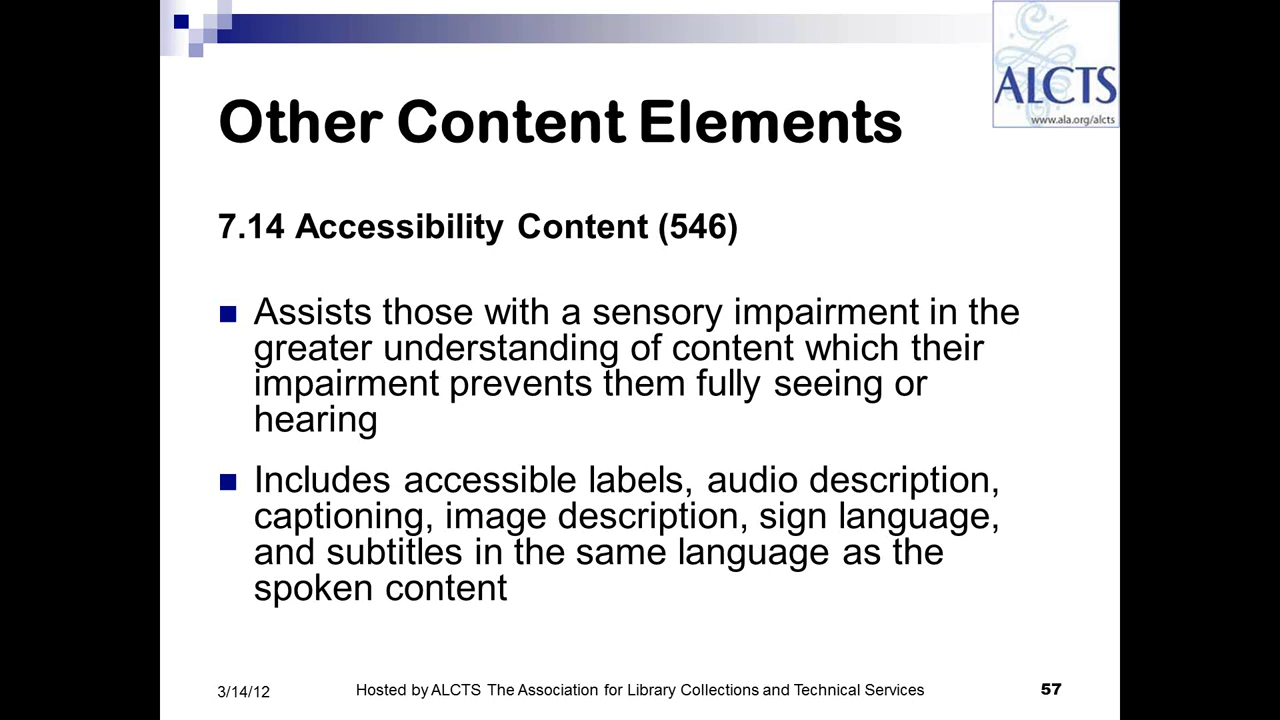 ALCTS
www.ala.org/alcts
Other Content Elements
7.14 Accessibility Content (546)
Assists those with a sensory impairment in the
greater understanding of content which their
impairment prevents them fully seeing or
hearing
Includes accessible labels, audio description,
captioning, image description, sign language,
and subtitles in the same language as the
spoken content
3/14/12
Hosted by ALCTS The Association for Library Collections and Technical Services
57